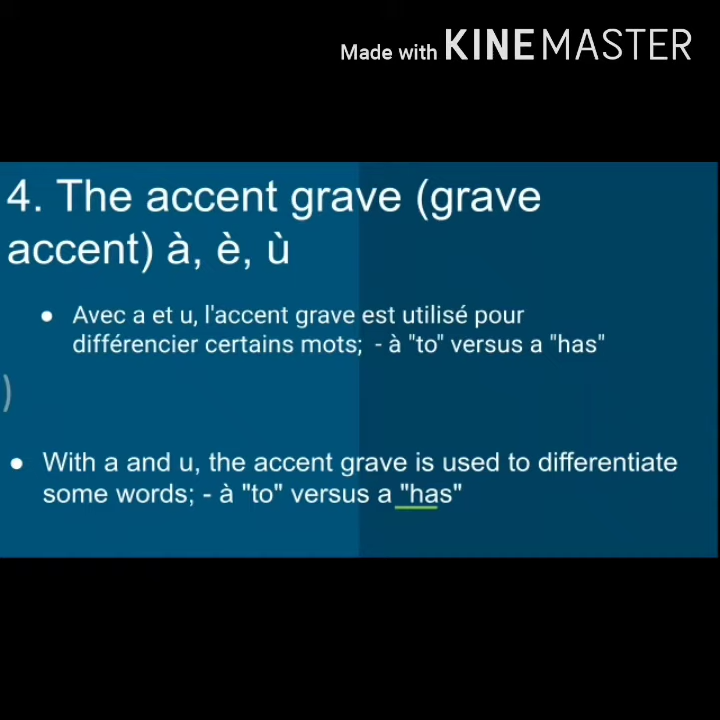 Made with KINEMASTER
4. The accent grave (grave
accent) à, è, ù
● Avec a et u, l'accent grave est utilisé pour
différencier certains mots; - à "to" versus a "has"
)
● With a and u, the accent grave is used to differentiate
some words; - à "to" versus a "has"